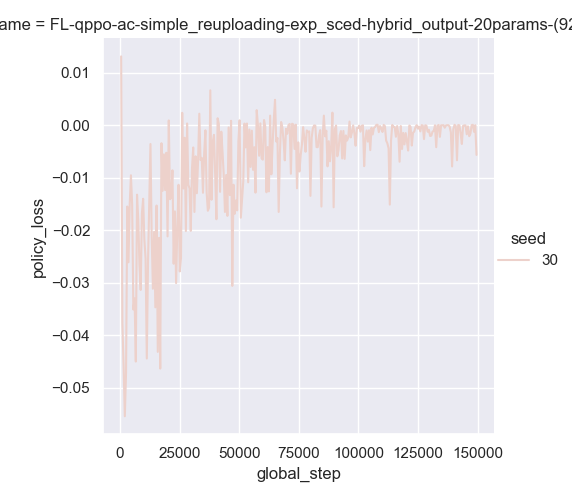 ame = FL-qppo-ac-simple_reuploading-exp_sced-hybrid_output-20params-(92
0.01
0.00
−0.01
−0.02
−0.03
−0.04
−0.05
policy_loss
seed
30
0 25000 50000 75000 100000 125000 150000
global_step